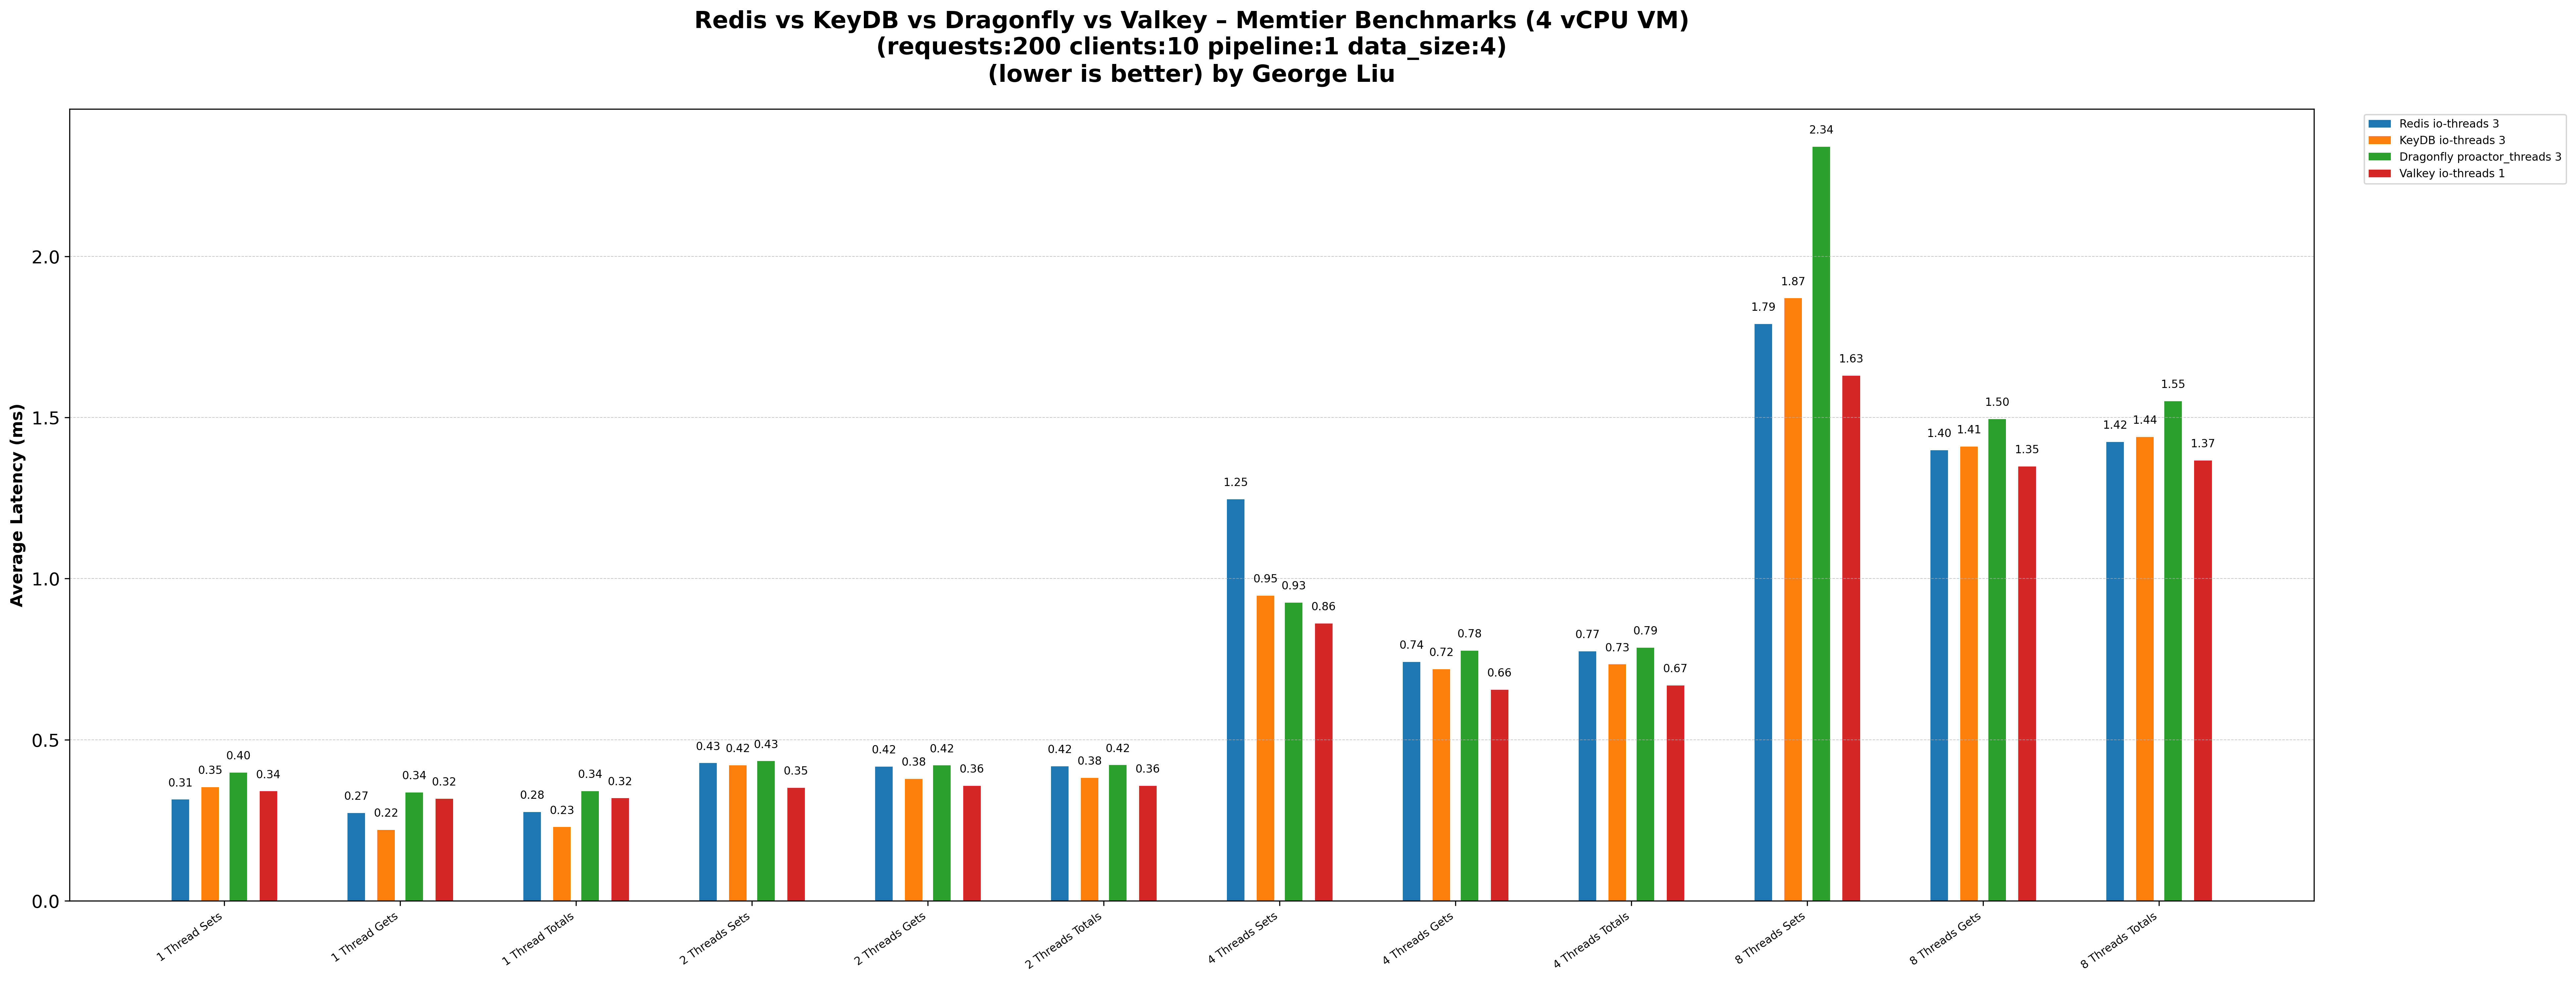 Redis vs KeyDB vs Dragonfly vs Valkey – Memtier Benchmarks (4 vCPU VM)
(requests:200 clients:10 pipeline:1 data_size:4)
(lower is better) by George Liu
Redis io-threads 3
KeyDB io-threads 3
Dragonfly proactor_threads 3
Valkey io-threads 1
Average Latency (ms)
2.0
1.5
1.0
0.5
0.0
0.31 0.35 0.40 0.34
0.27 0.22 0.34 0.32
0.28 0.23 0.34 0.32
0.43 0.42 0.43 0.35
0.42 0.38 0.42 0.36
0.42 0.38 0.42 0.36
1.25 0.95 0.93 0.86
0.74 0.72 0.78 0.66
0.77 0.73 0.79 0.67
1.79 1.87 2.34 1.63
1.40 1.41 1.50 1.35
1.42 1.44 1.55 1.37
1 Thread Sets
1 Thread Gets
1 Thread Totals
2 Threads Sets
2 Threads Gets
2 Threads Totals
4 Threads Sets
4 Threads Gets
4 Threads Totals
8 Threads Sets
8 Threads Gets
8 Threads Totals